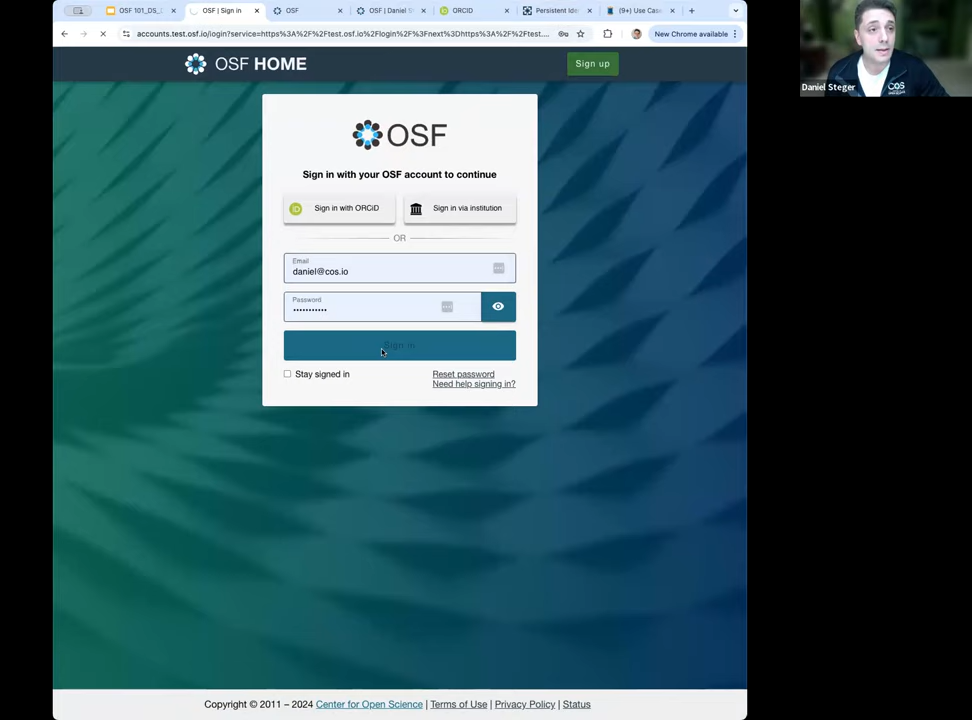 OSF 101_DS_
OSF | Sign in
OSF
OSF | Daniel S
ORCID
Persistent Ide
(9+) Use Case
accounts.test.osf.io/login?service=https%3A%2F%2Ftest.osf.io%2Flogin%2F%3Fnext%3Dhttps%3A%2F%2Ftest....
New Chrome available
OSF HOME
Sign up
Daniel Steger
COS
OSF
Sign in with your OSF account to continue
iD
Sign in with ORCiD
Sign in via institution
OR
Email
daniel@cos.io
Password
•••••••••••
Sign in
Stay signed in
Reset password
Need help signing in?
Copyright © 2011 – 2024 Center for Open Science | Terms of Use | Privacy Policy | Status